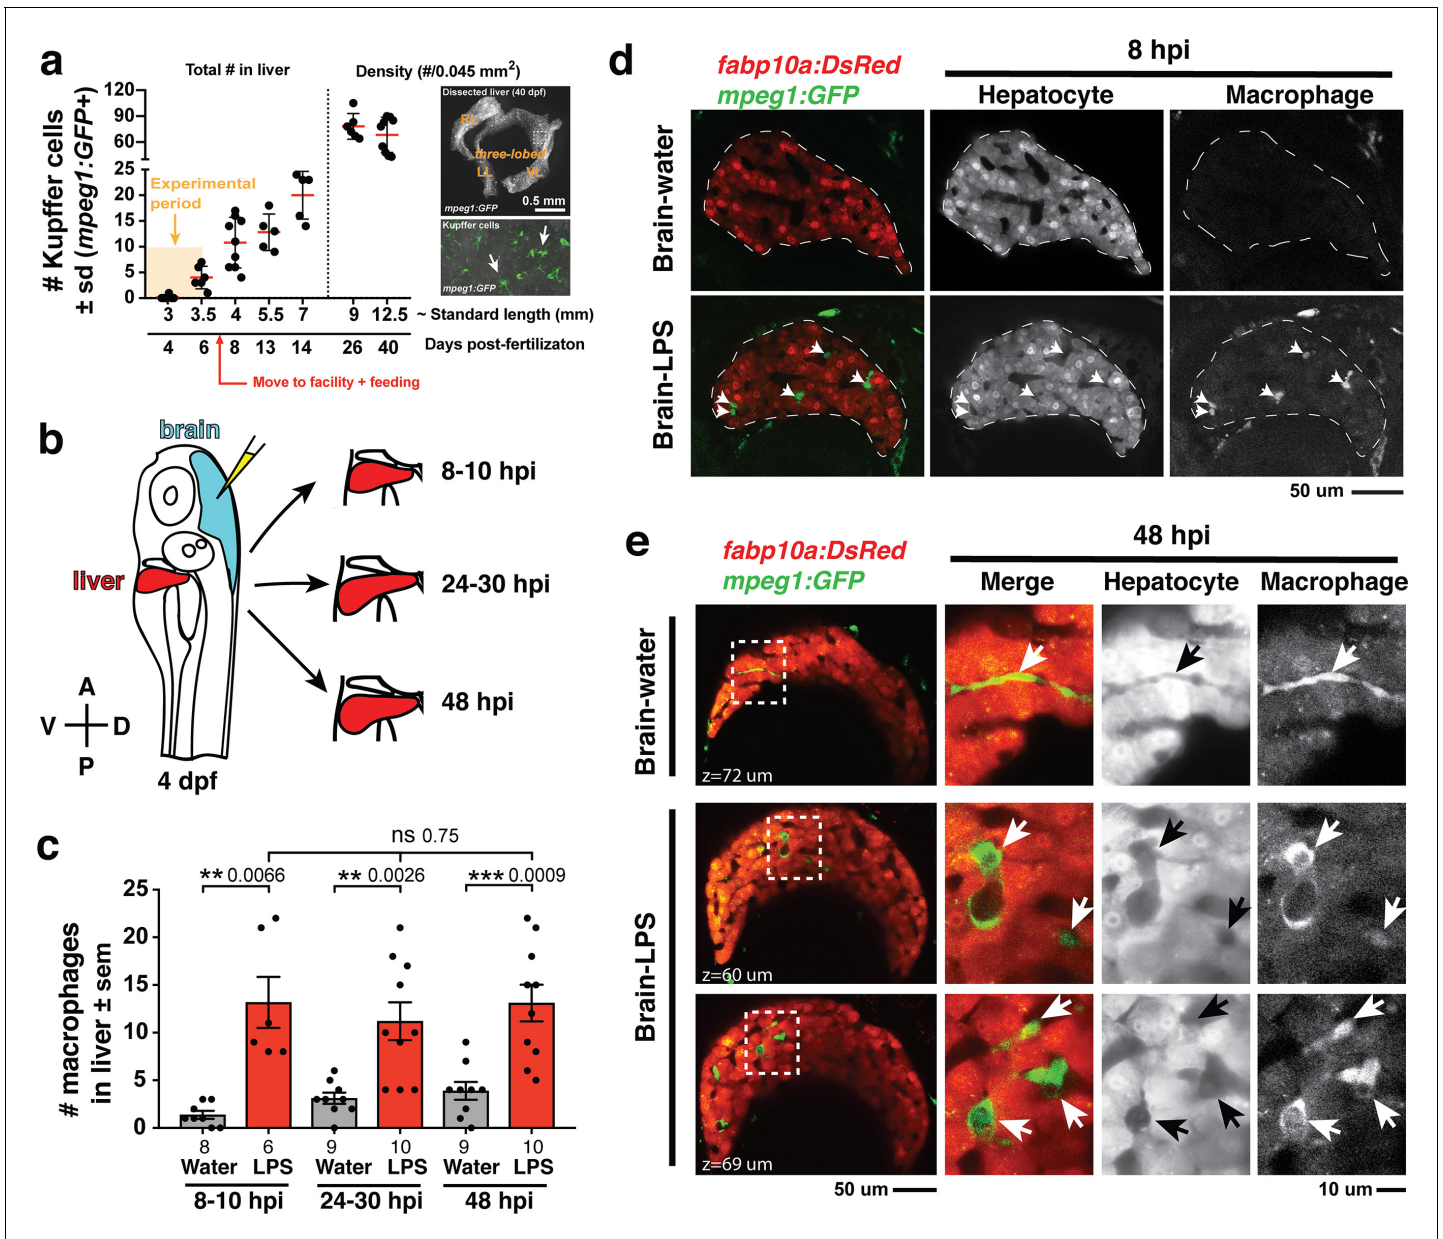 a
Total # in liver
Density (#/0.045 mm2)
# Kupffer cells
± sd (mpeg1:GFP+)
120
90
60
25
20
15
10
5
0
Experimental
period
3 3.5 4 5.5 7 9 12.5 ~ Standard length (mm)
4 6 8 13 14 26 40 Days post-fertilizaton
Move to facility + feeding
Dissected liver (40 dpf)
RL
three-lobed
LL VL
0.5 mm
mpeg1:GFP
Kupffer cells
mpeg1:GFP
b
brain
liver
8-10 hpi
24-30 hpi
48 hpi
A
V D
P
4 dpf
c
ns 0.75
** 0.0066 ** 0.0026 *** 0.0009
# macrophages
in liver ± sem
25
20
15
10
5
0
8 6 9 10 9 10
Water LPS Water LPS Water LPS
8-10 hpi 24-30 hpi 48 hpi
d
fabp10a:DsRed
mpeg1:GFP
8 hpi
Hepatocyte Macrophage
Brain-water
Brain-LPS
50 um
e
fabp10a:DsRed
mpeg1:GFP
48 hpi
Merge Hepatocyte Macrophage
Brain-water
z=72 um
Brain-LPS
z=60 um
z=69 um
50 um
10 um